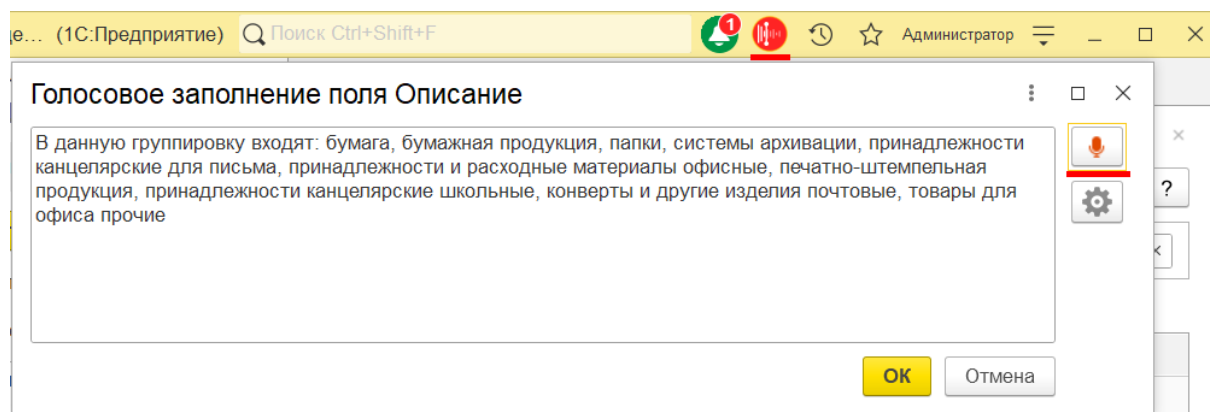 (1С:Предприятие) Поиск Ctrl+Shift+F 1 Администратор
Голосовое заполнение поля Описание
В данную группировку входят: бумага, бумажная продукция, папки, системы архивации, принадлежности
канцелярские для письма, принадлежности и расходные материалы офисные, печатно-штемпельная
продукция, принадлежности канцелярские школьные, конверты и другие изделия почтовые, товары для
офиса прочие
?
ОК Отмена